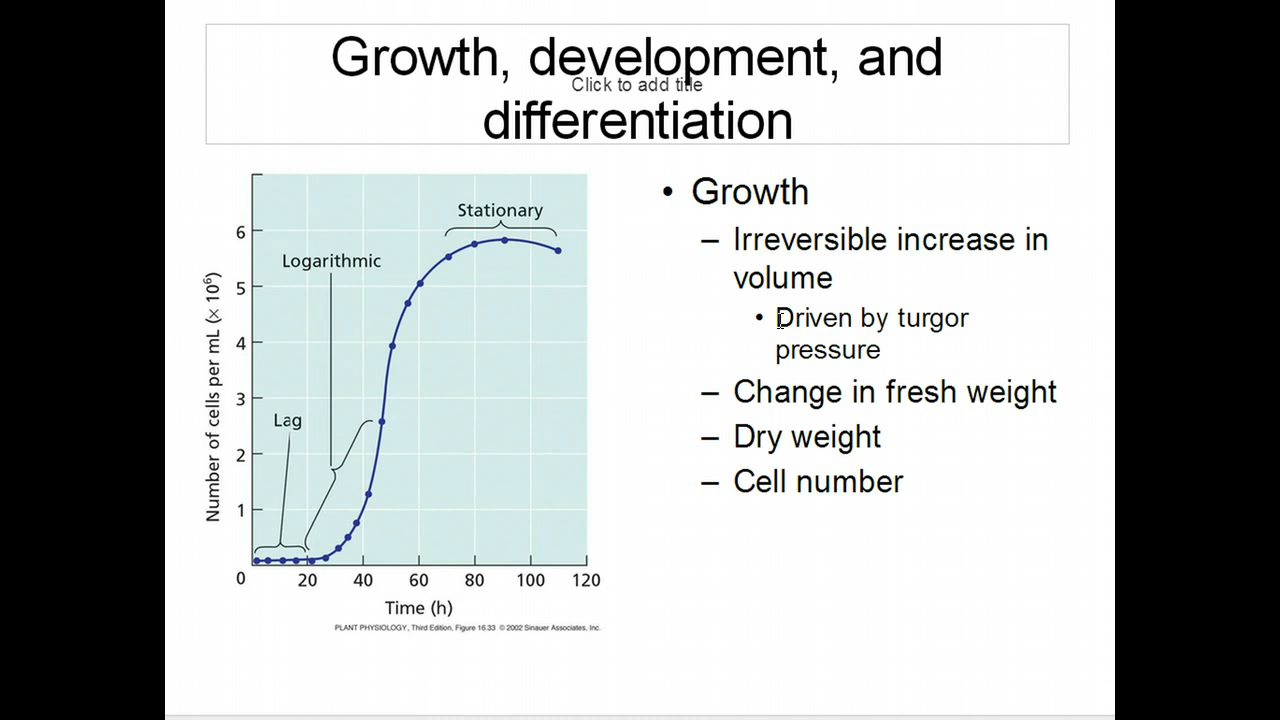 Growth, development, and
Click to add title
differentiation
Stationary
Logarithmic
Lag
Number of cells per mL (× 10⁶)
6
5
4
3
2
1
0
20 40 60 80 100 120
Time (h)
PLANT PHYSIOLOGY, Third Edition, Figure 16.33 © 2002 Sinauer Associates, Inc.
• Growth
– Irreversible increase in
volume
• Driven by turgor
pressure
– Change in fresh weight
– Dry weight
– Cell number